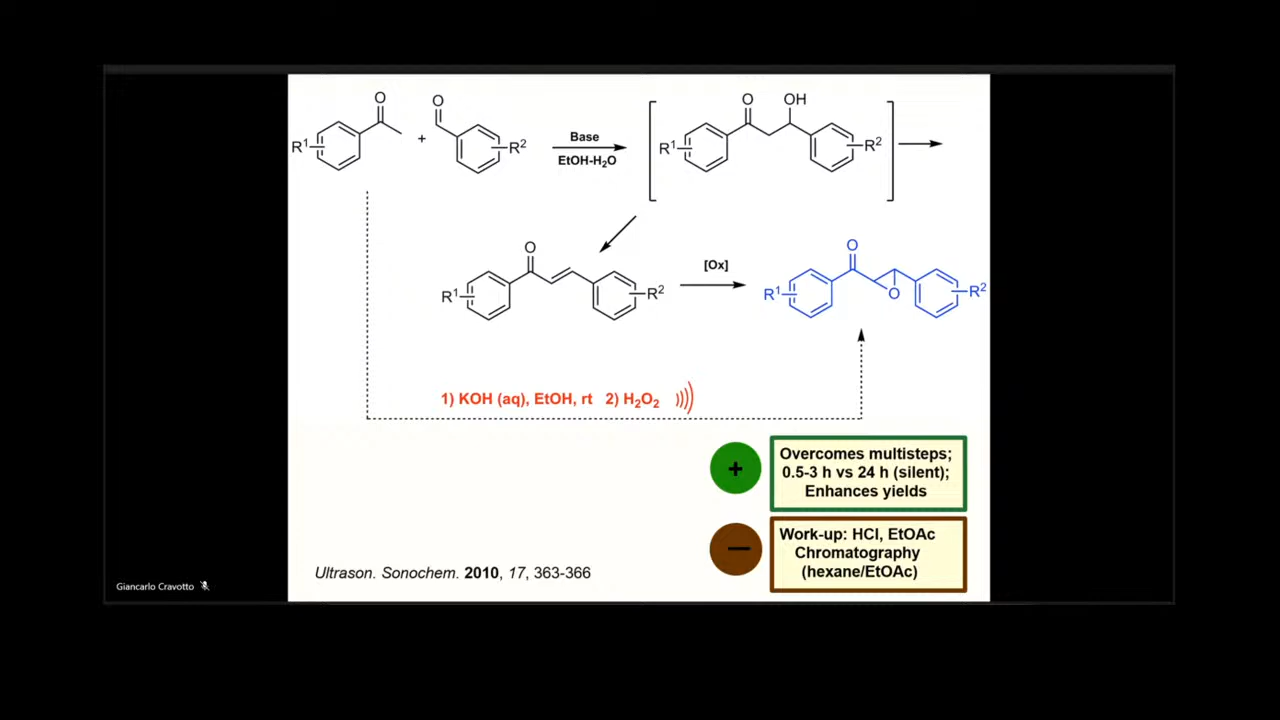 O
O
O
OH
R¹
+
R²
Base
EtOH-H₂O
R¹
R²
O
R¹
R²
[Ox]
O
R¹
O
R²
1) KOH (aq), EtOH, rt 2) H₂O₂
+
Overcomes multisteps;
0.5-3 h vs 24 h (silent);
Enhances yields
–
Work-up: HCl, EtOAc
Chromatography
(hexane/EtOAc)
Ultrason. Sonochem. 2010, 17, 363-366
Giancarlo Cravotto